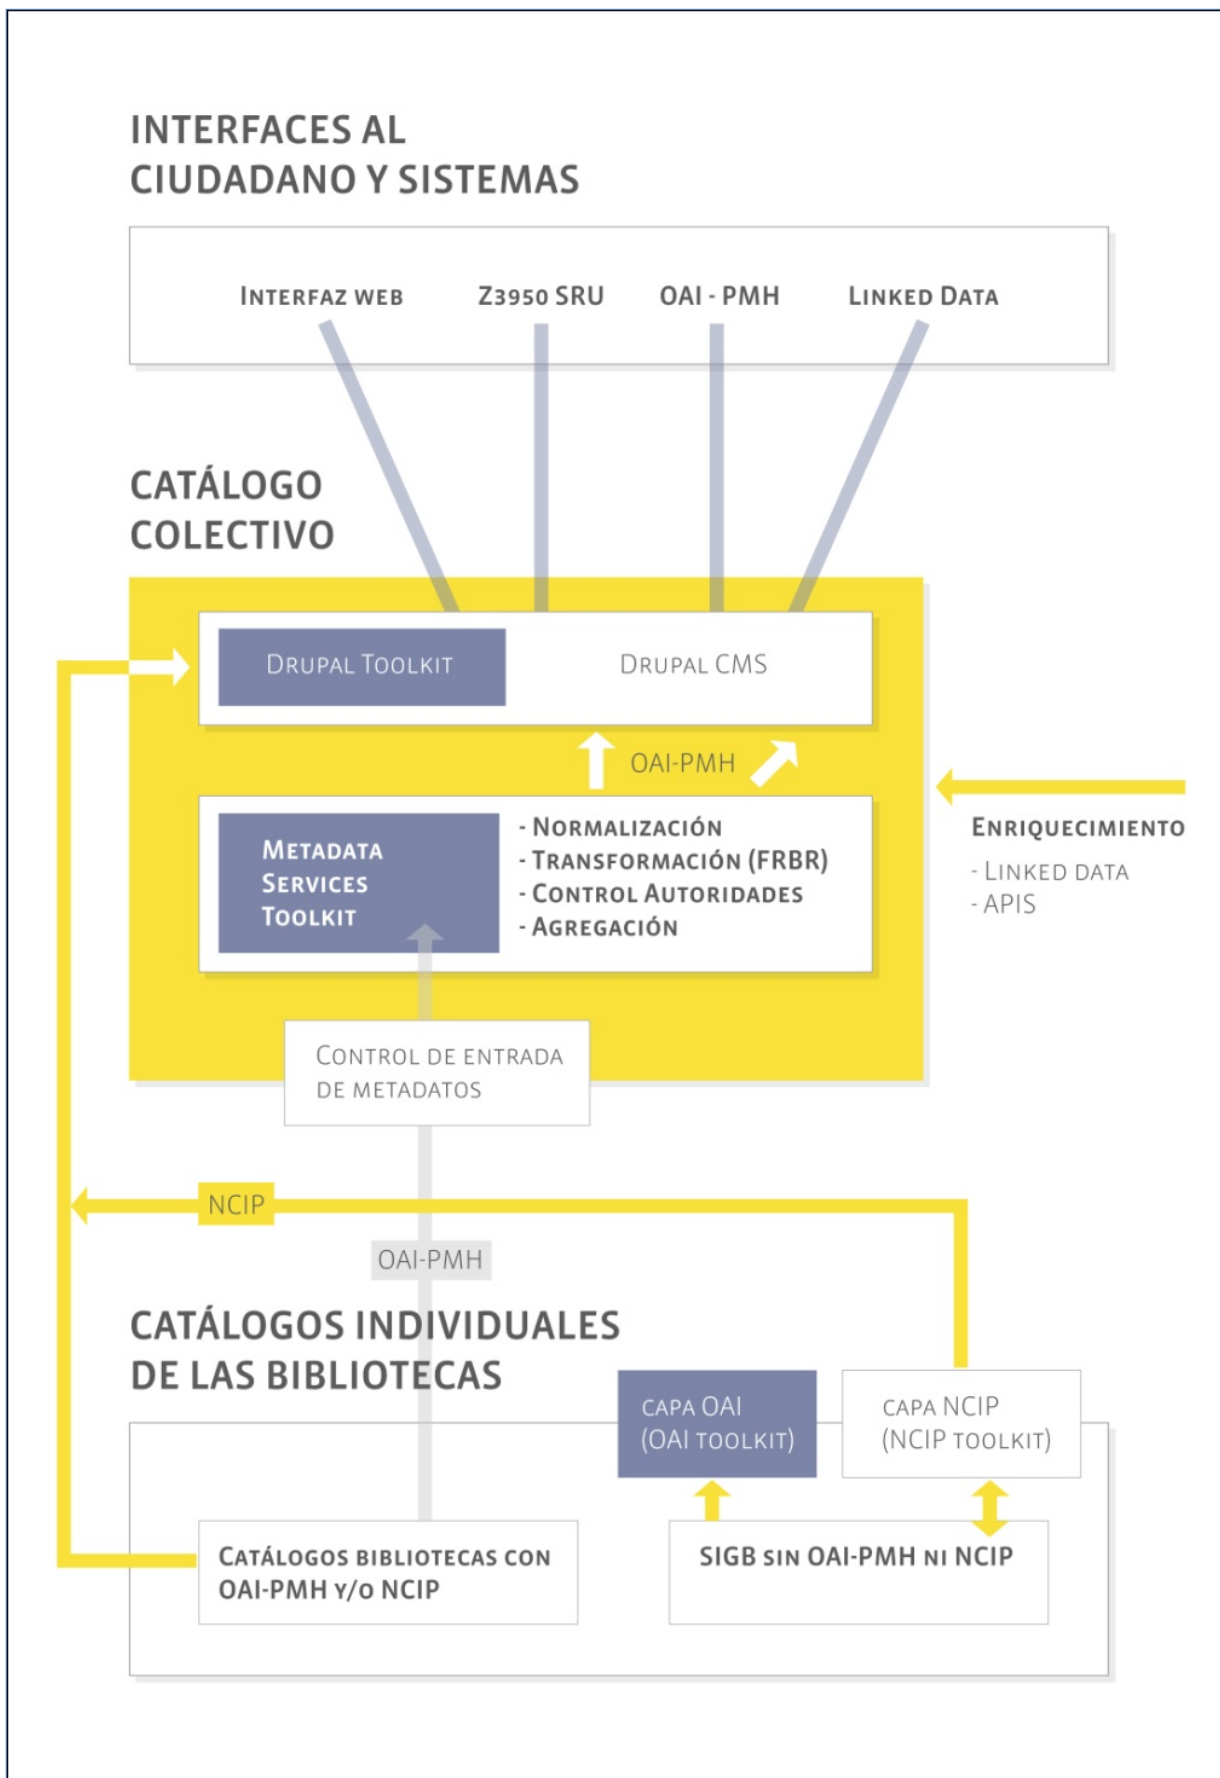 INTERFACES AL
CIUDADANO Y SISTEMAS
INTERFAZ WEB
Z3950 SRU
OAI - PMH
LINKED DATA
CATÁLOGO
COLECTIVO
DRUPAL TOOLKIT
DRUPAL CMS
OAI-PMH
METADATA
SERVICES
TOOLKIT
- NORMALIZACIÓN
- TRANSFORMACIÓN (FRBR)
- CONTROL AUTORIDADES
- AGREGACIÓN
ENRIQUECIMIENTO
- LINKED DATA
- APIS
CONTROL DE ENTRADA
DE METADATOS
NCIP
OAI-PMH
CATÁLOGOS INDIVIDUALES
DE LAS BIBLIOTECAS
CAPA OAI
(OAI TOOLKIT)
CAPA NCIP
(NCIP TOOLKIT)
CATÁLOGOS BIBLIOTECAS CON
OAI-PMH Y/O NCIP
SIGB SIN OAI-PMH NI NCIP